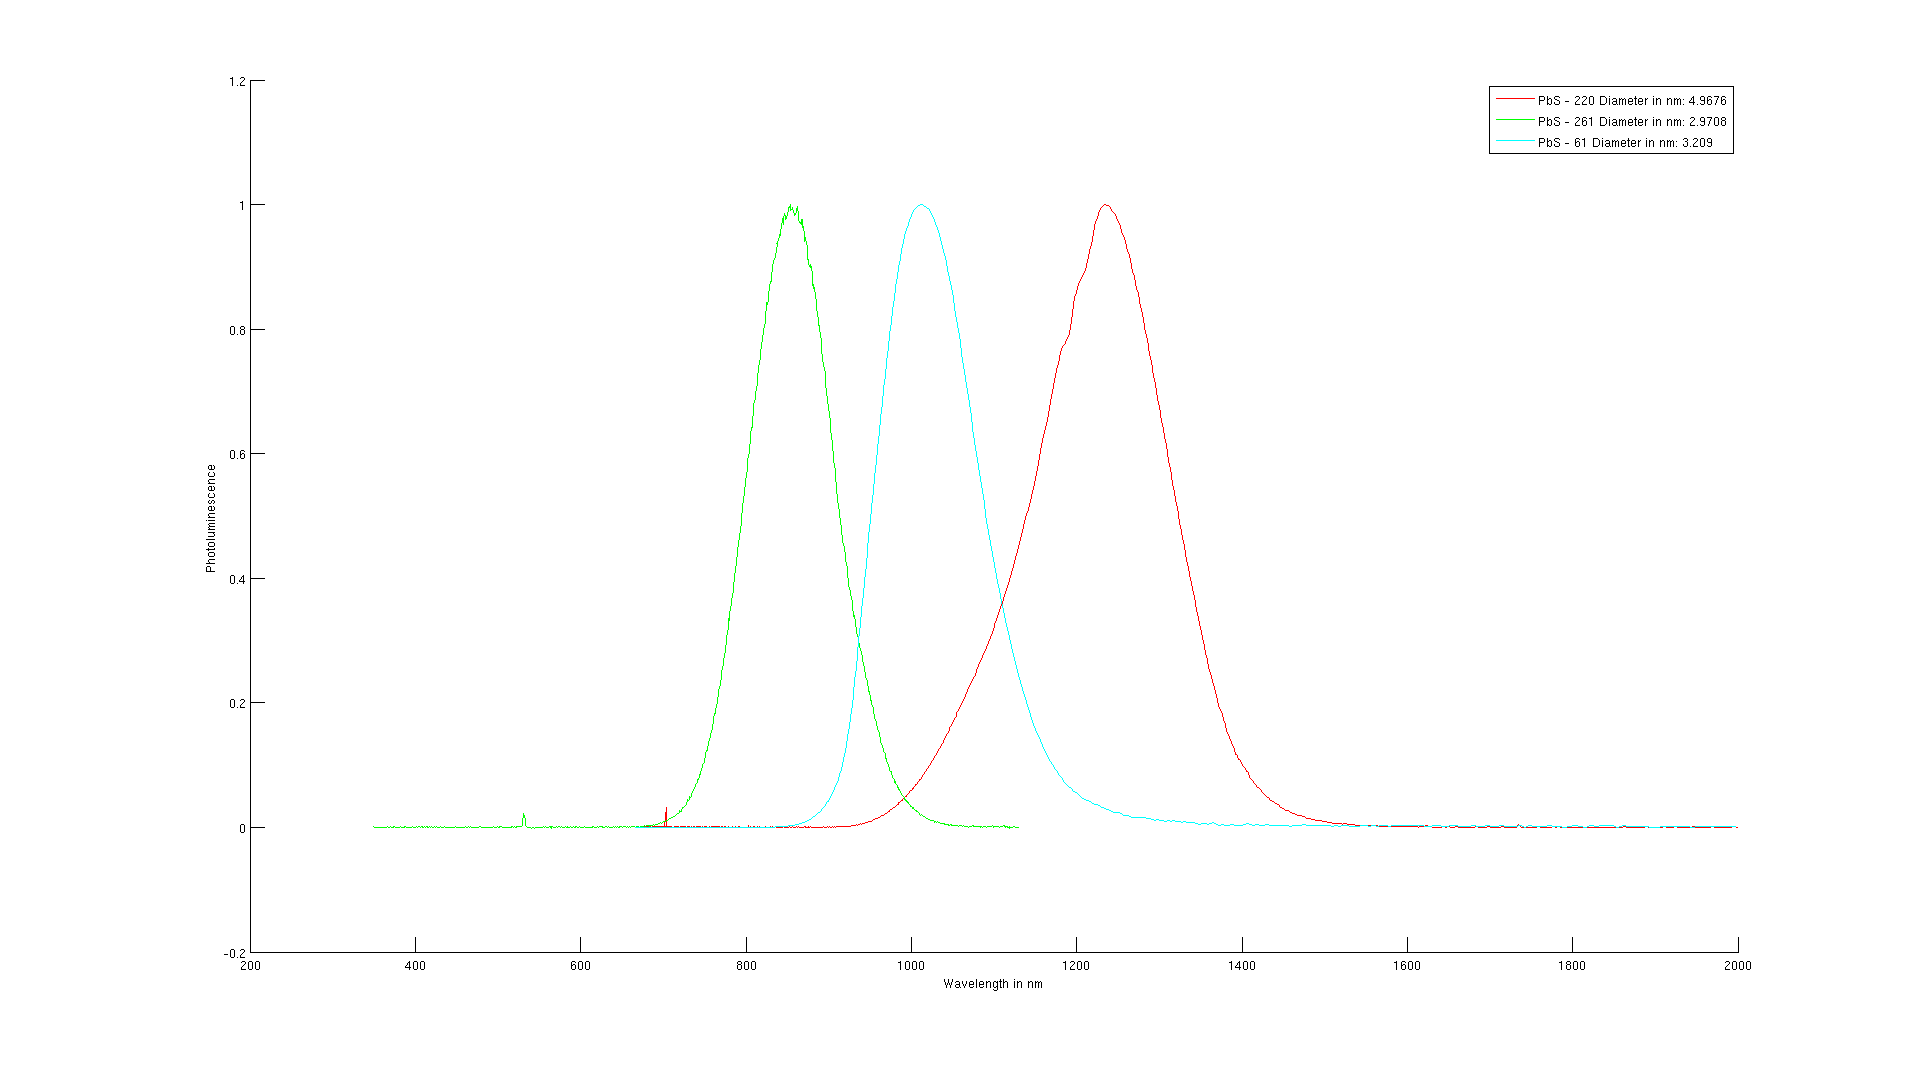 1.2
1
0.8
0.6
0.4
0.2
0
-0.2
Photoluminescence
200 400 600 800 1000 1200 1400 1600 1800 2000
Wavelength in nm
PbS - 220 Diameter in nm: 4.9676
PbS - 261 Diameter in nm: 2.9708
PbS - 61 Diameter in nm: 3.209